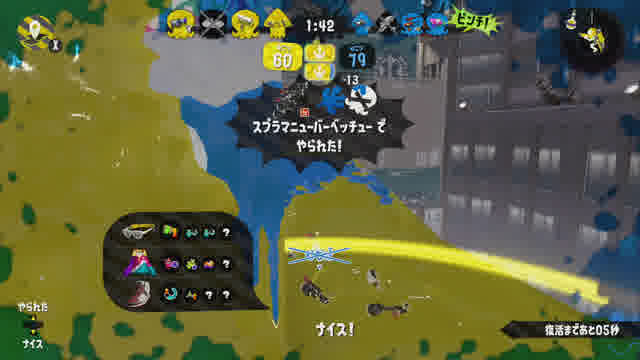 1:42
ピンチ!
60
79
-13
スプラマニューバーベッチュー で
やられた!
?
?
? ?
やられた
ナイス
ナイス!
復活まであと05秒